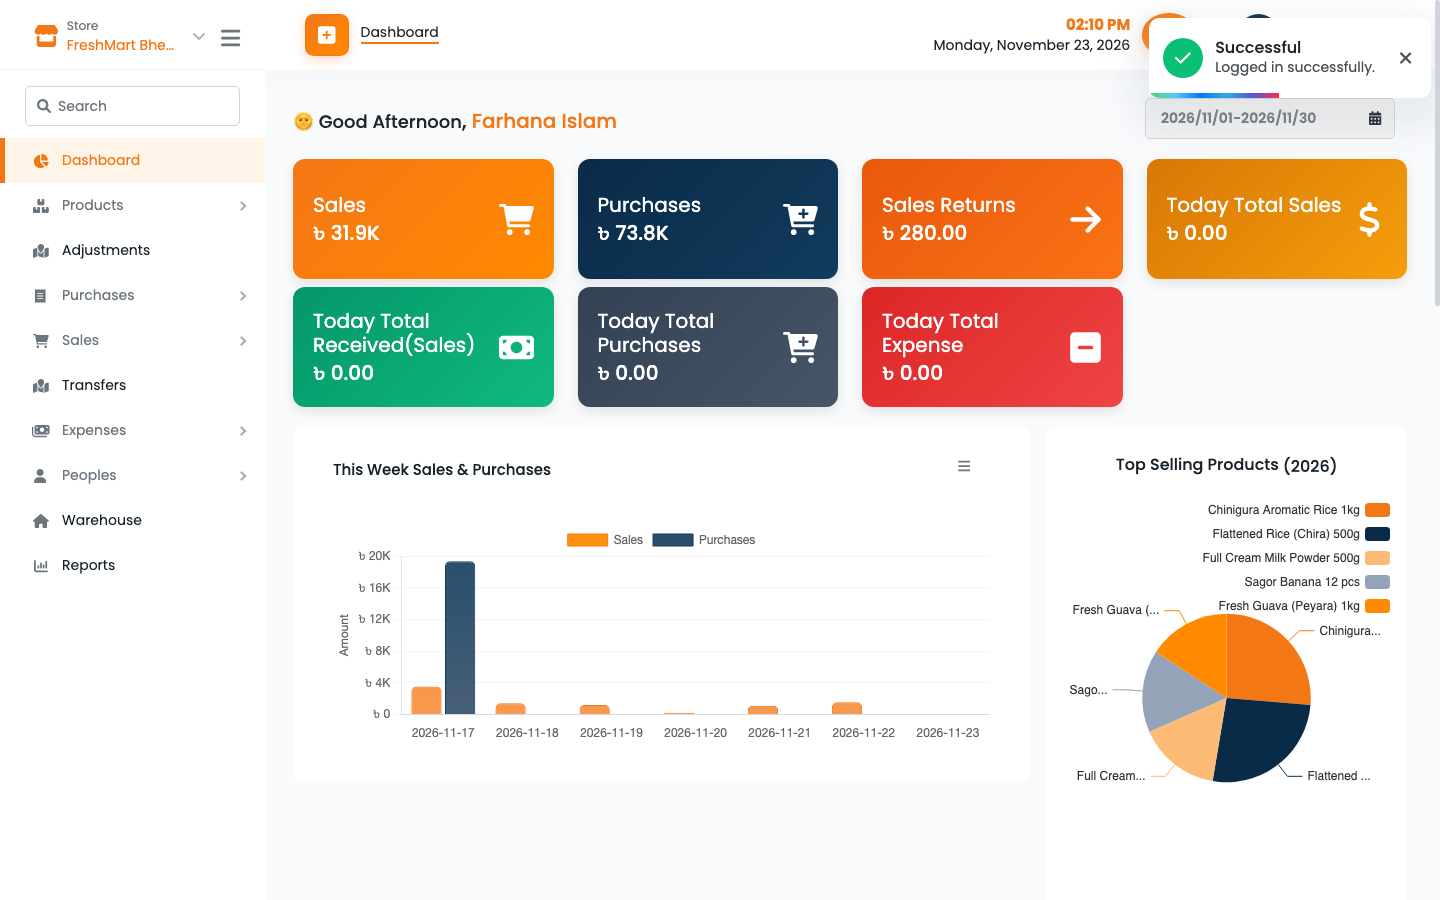 Store
FreshMart Bhe...
Search
Dashboard
Products
Adjustments
Purchases
Sales
Transfers
Expenses
Peoples
Warehouse
Reports
Dashboard
02:10 PM
Monday, November 23, 2026
Successful
Logged in successfully.
🌞 Good Afternoon, Farhana Islam
2026/11/01-2026/11/30
Sales
৳ 31.9K
Purchases
৳ 73.8K
Sales Returns
৳ 280.00
Today Total Sales
৳ 0.00
Today Total
Received(Sales)
৳ 0.00
Today Total
Purchases
৳ 0.00
Today Total
Expense
৳ 0.00
This Week Sales & Purchases
Sales
Purchases
৳ 20K
৳ 16K
৳ 12K
৳ 8K
৳ 4K
৳ 0
Amount
2026-11-17
2026-11-18
2026-11-19
2026-11-20
2026-11-21
2026-11-22
2026-11-23
Top Selling Products (2026)
Chinigura Aromatic Rice 1kg
Flattened Rice (Chira) 500g
Full Cream Milk Powder 500g
Sagor Banana 12 pcs
Fresh Guava (Peyara) 1kg
Fresh Guava (...
Chinigura...
Sago...
Full Cream...
Flattened ...